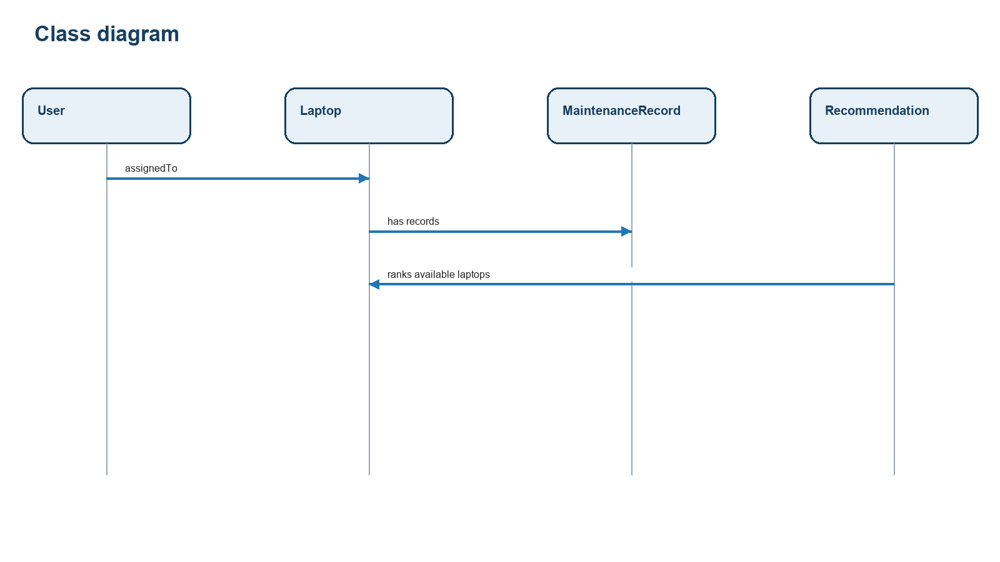 Class diagram
User
Laptop
MaintenanceRecord
Recommendation
assignedTo
has records
ranks available laptops